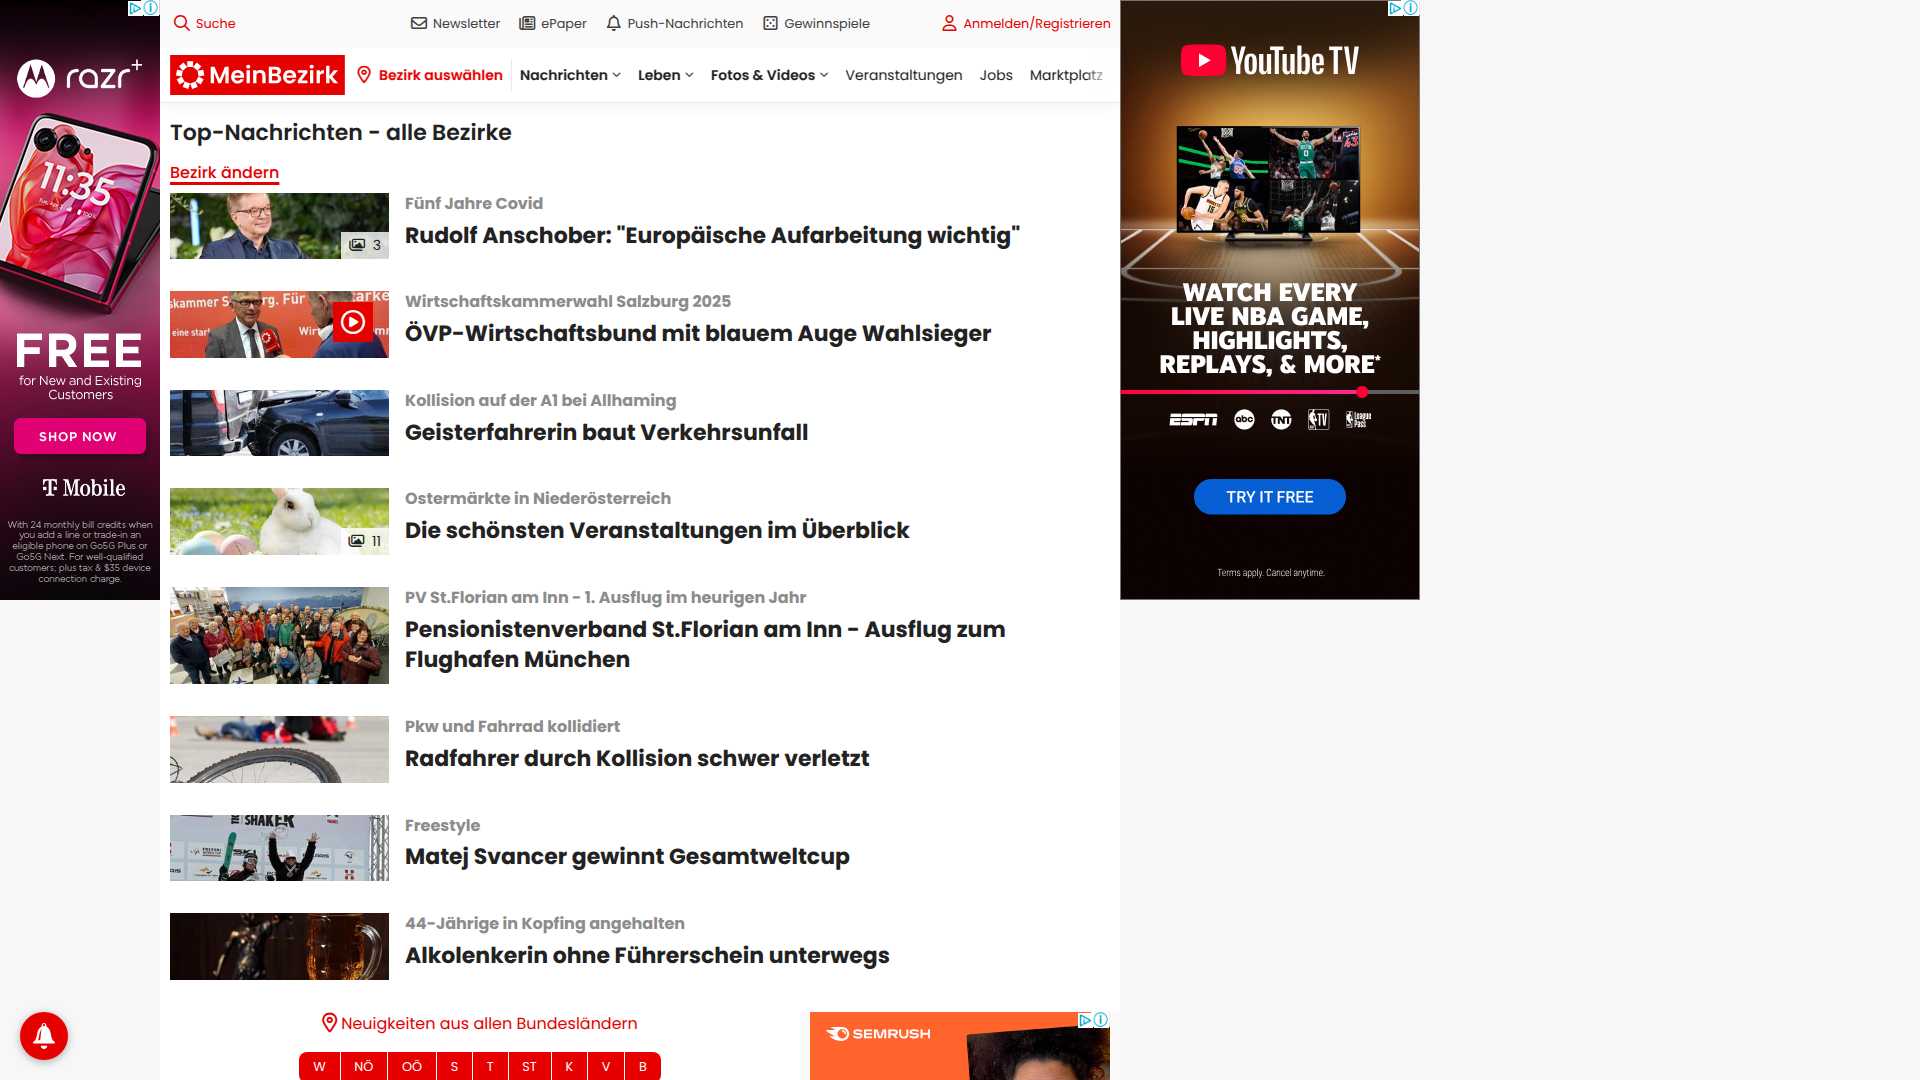 Suche
Newsletter
ePaper
Push-Nachrichten
Gewinnspiele
Anmelden/Registrieren
MeinBezirk
Bezirk auswählen
Nachrichten
Leben
Fotos & Videos
Veranstaltungen
Jobs
Marktplatz
Top-Nachrichten - alle Bezirke
Bezirk ändern
3
Fünf Jahre Covid
Rudolf Anschober: "Europäische Aufarbeitung wichtig"
Wirtschaftskammerwahl Salzburg 2025
ÖVP-Wirtschaftsbund mit blauem Auge Wahlsieger
Kollision auf der A1 bei Allhaming
Geisterfahrerin baut Verkehrsunfall
11
Ostermärkte in Niederösterreich
Die schönsten Veranstaltungen im Überblick
PV St.Florian am Inn - 1. Ausflug im heurigen Jahr
Pensionistenverband St.Florian am Inn - Ausflug zum
Flughafen München
Pkw und Fahrrad kollidiert
Radfahrer durch Kollision schwer verletzt
SHAKER
Freestyle
Matej Svancer gewinnt Gesamtweltcup
44-Jährige in Kopfing angehalten
Alkolenkerin ohne Führerschein unterwegs
Neuigkeiten aus allen Bundesländern
W NÖ OÖ S T ST K V B
SEMRUSH
razr+
11:35
FREE
for New and Existing
Customers
SHOP NOW
T Mobile
With 24 monthly bill credits when
you add a line or trade-in an
eligible phone on Go5G Plus or
Go5G Next. For well-qualified
customers; plus tax & $35 device
connection charge.
YouTube TV
WATCH EVERY
LIVE NBA GAME,
HIGHLIGHTS,
REPLAYS, & MORE*
ESPN abc TNT TV League Pass
TRY IT FREE
Terms apply. Cancel anytime.